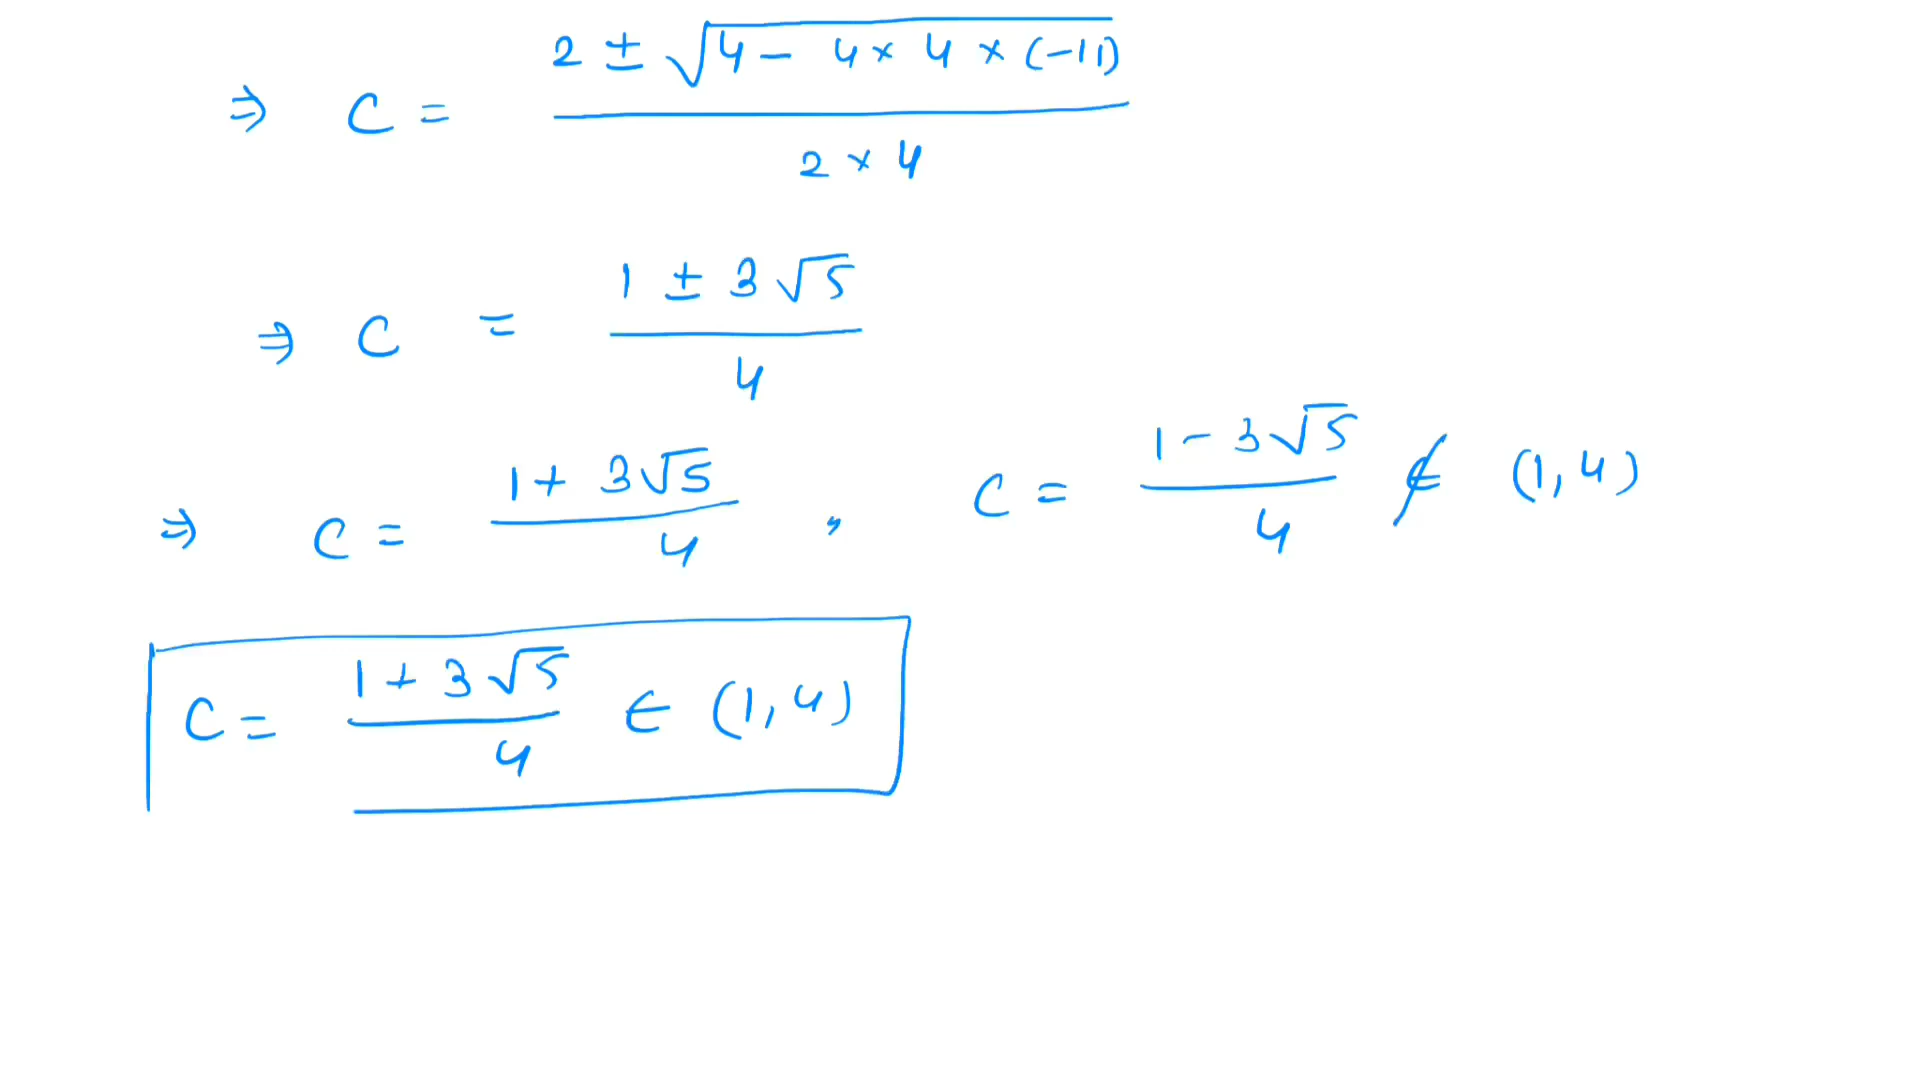 ⇒ C = (2 ± √(4 - 4 × 4 × (-11))) / (2 × 4)
⇒ C = (1 ± 3√5) / 4
⇒ C = (1 + 3√5) / 4 , C = (1 - 3√5) / 4 ∉ (1, 4)
C = (1 + 3√5) / 4 ∈ (1, 4)